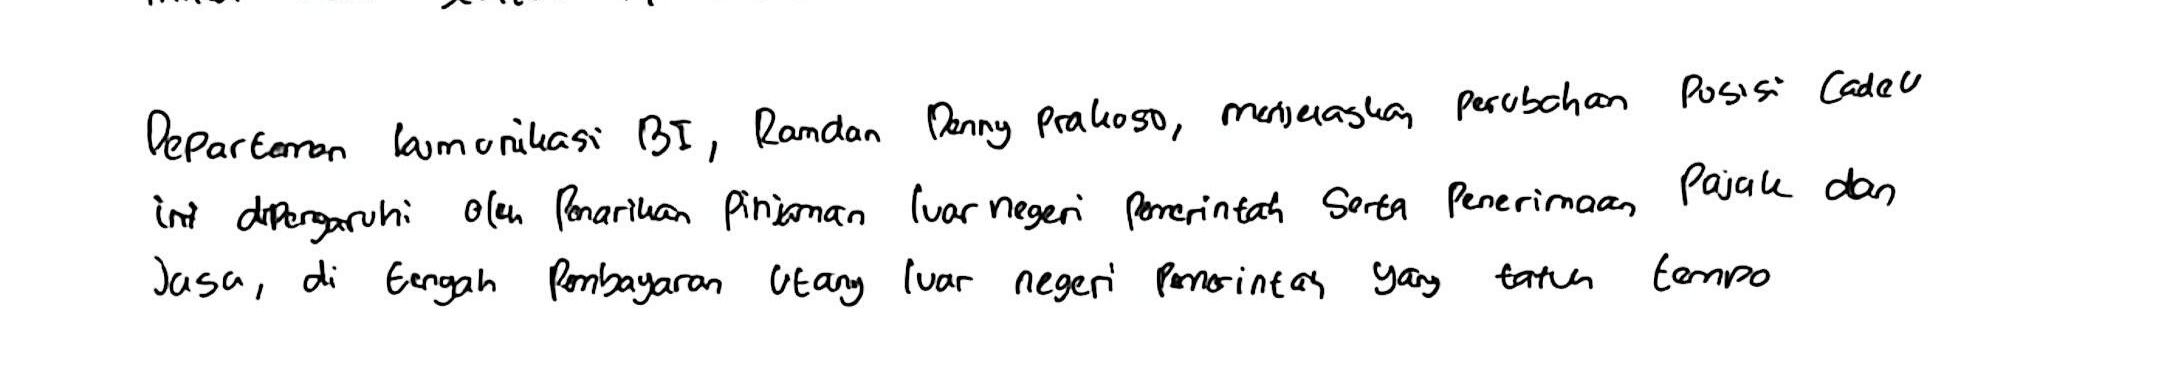 Departemen komunikasi BI, Ramdan Denny Prakoso, menjelaskan perubahan Posisi Cadev
ini dipengaruhi oleh Penarikan Pinjaman luar negeri Pemerintah Serta Penerimaan Pajak dan
Jasa, di tengah Pembayaran Utang luar negeri Pemerintah yang tatuh tempo